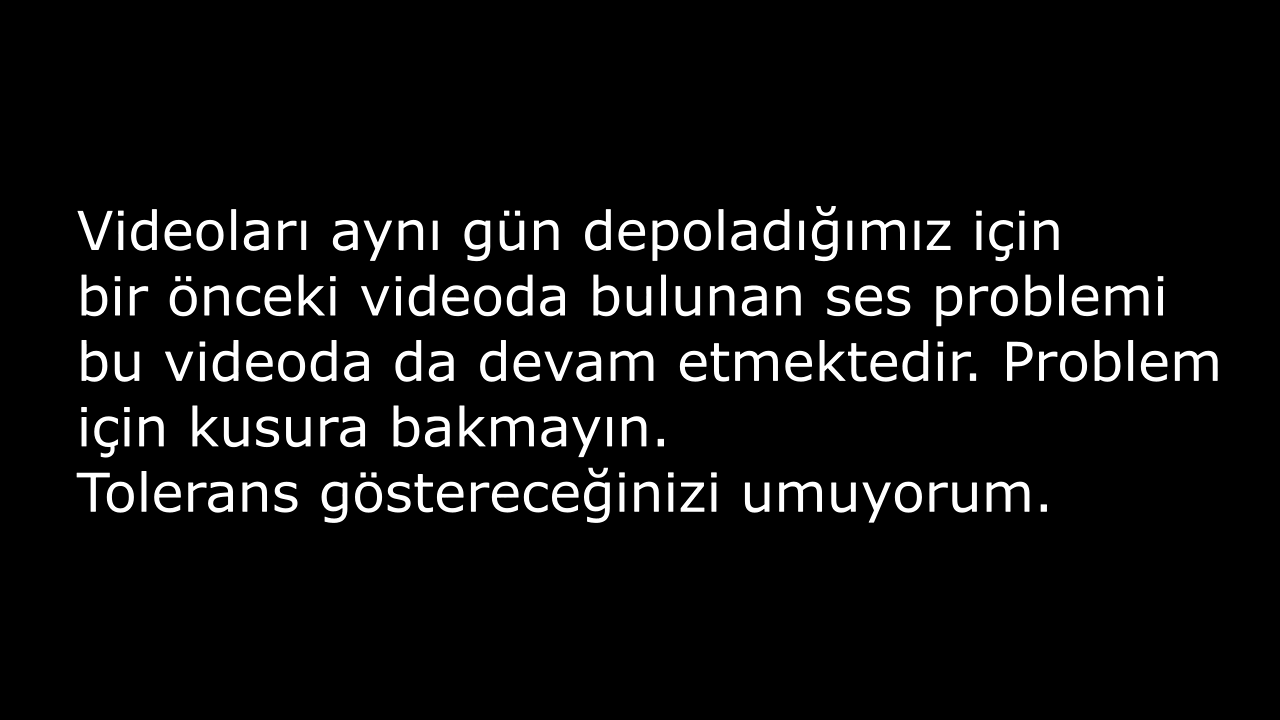 Videoları aynı gün depoladığımız için
bir önceki videoda bulunan ses problemi
bu videoda da devam etmektedir. Problem
için kusura bakmayın.
Tolerans göstereceğinizi umuyorum.